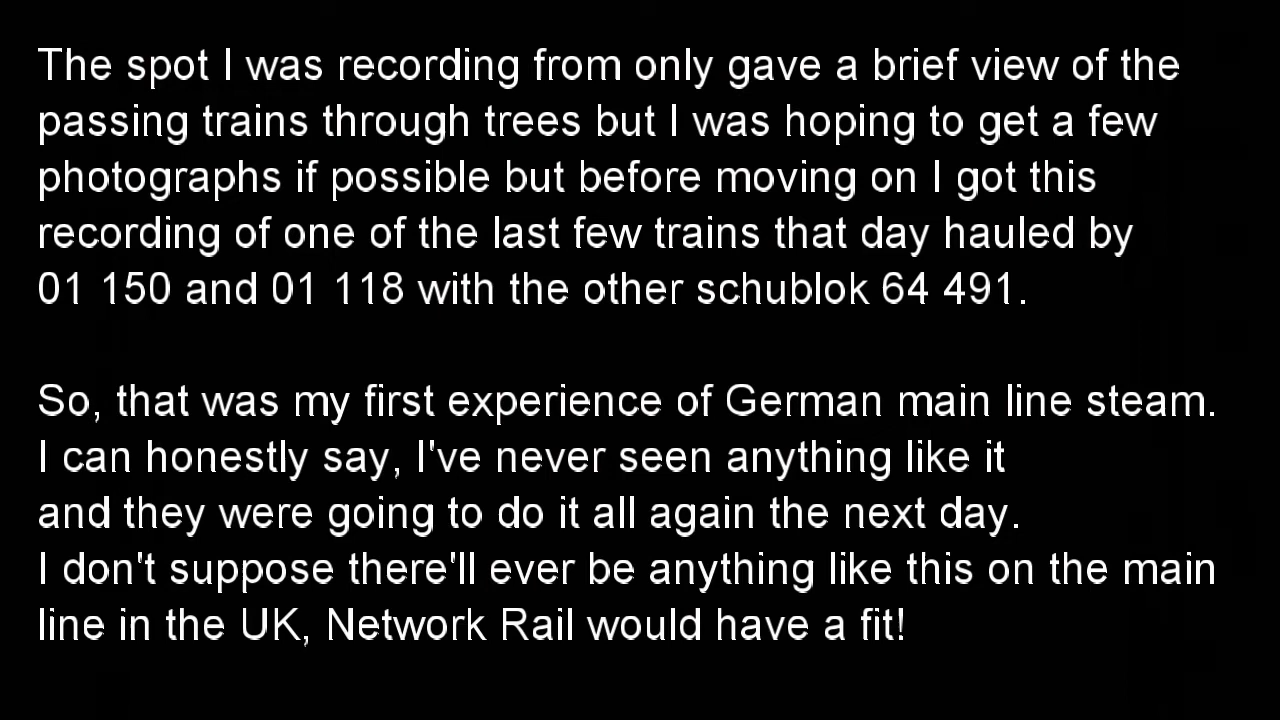 The spot I was recording from only gave a brief view of the
passing trains through trees but I was hoping to get a few
photographs if possible but before moving on I got this
recording of one of the last few trains that day hauled by
01 150 and 01 118 with the other schublok 64 491.
So, that was my first experience of German main line steam.
I can honestly say, I've never seen anything like it
and they were going to do it all again the next day.
I don't suppose there'll ever be anything like this on the main
line in the UK, Network Rail would have a fit!